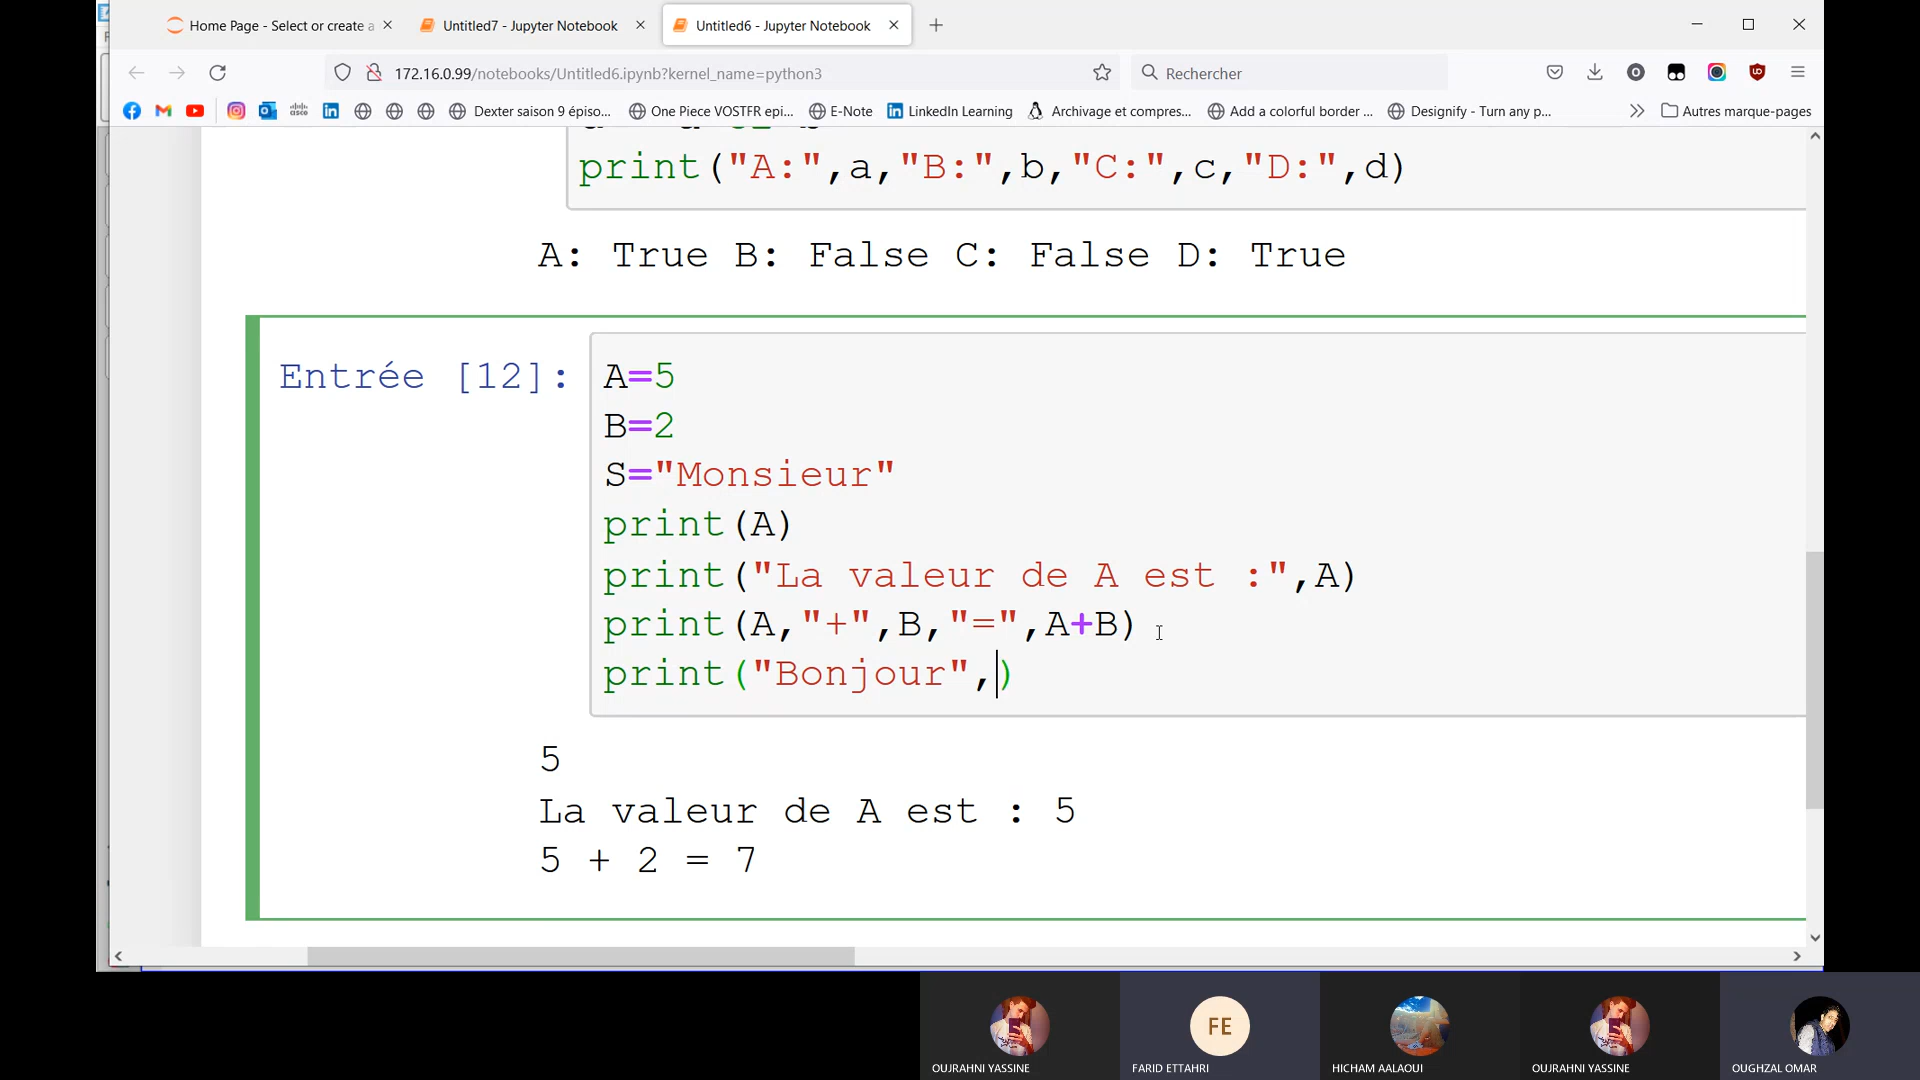 Home Page - Select or create a
Untitled7 - Jupyter Notebook
Untitled6 - Jupyter Notebook
172.16.0.99/notebooks/Untitled6.ipynb?kernel_name=python3
Rechercher
Dexter saison 9 épiso...
One Piece VOSTFR epi...
E-Note
LinkedIn Learning
Archivage et compres...
Add a colorful border ...
Designify - Turn any p...
Autres marque-pages
print("A:",a,"B:",b,"C:",c,"D:",d)
A: True B: False C: False D: True
Entrée [12]:
A=5
B=2
S="Monsieur"
print(A)
print("La valeur de A est :",A)
print(A,"+",B,"=",A+B)
print("Bonjour",)
5
La valeur de A est : 5
5 + 2 = 7
FE
OUJRAHNI YASSINE
FARID ETTAHRI
HICHAM AALAOUI
OUJRAHNI YASSINE
OUGHZAL OMAR